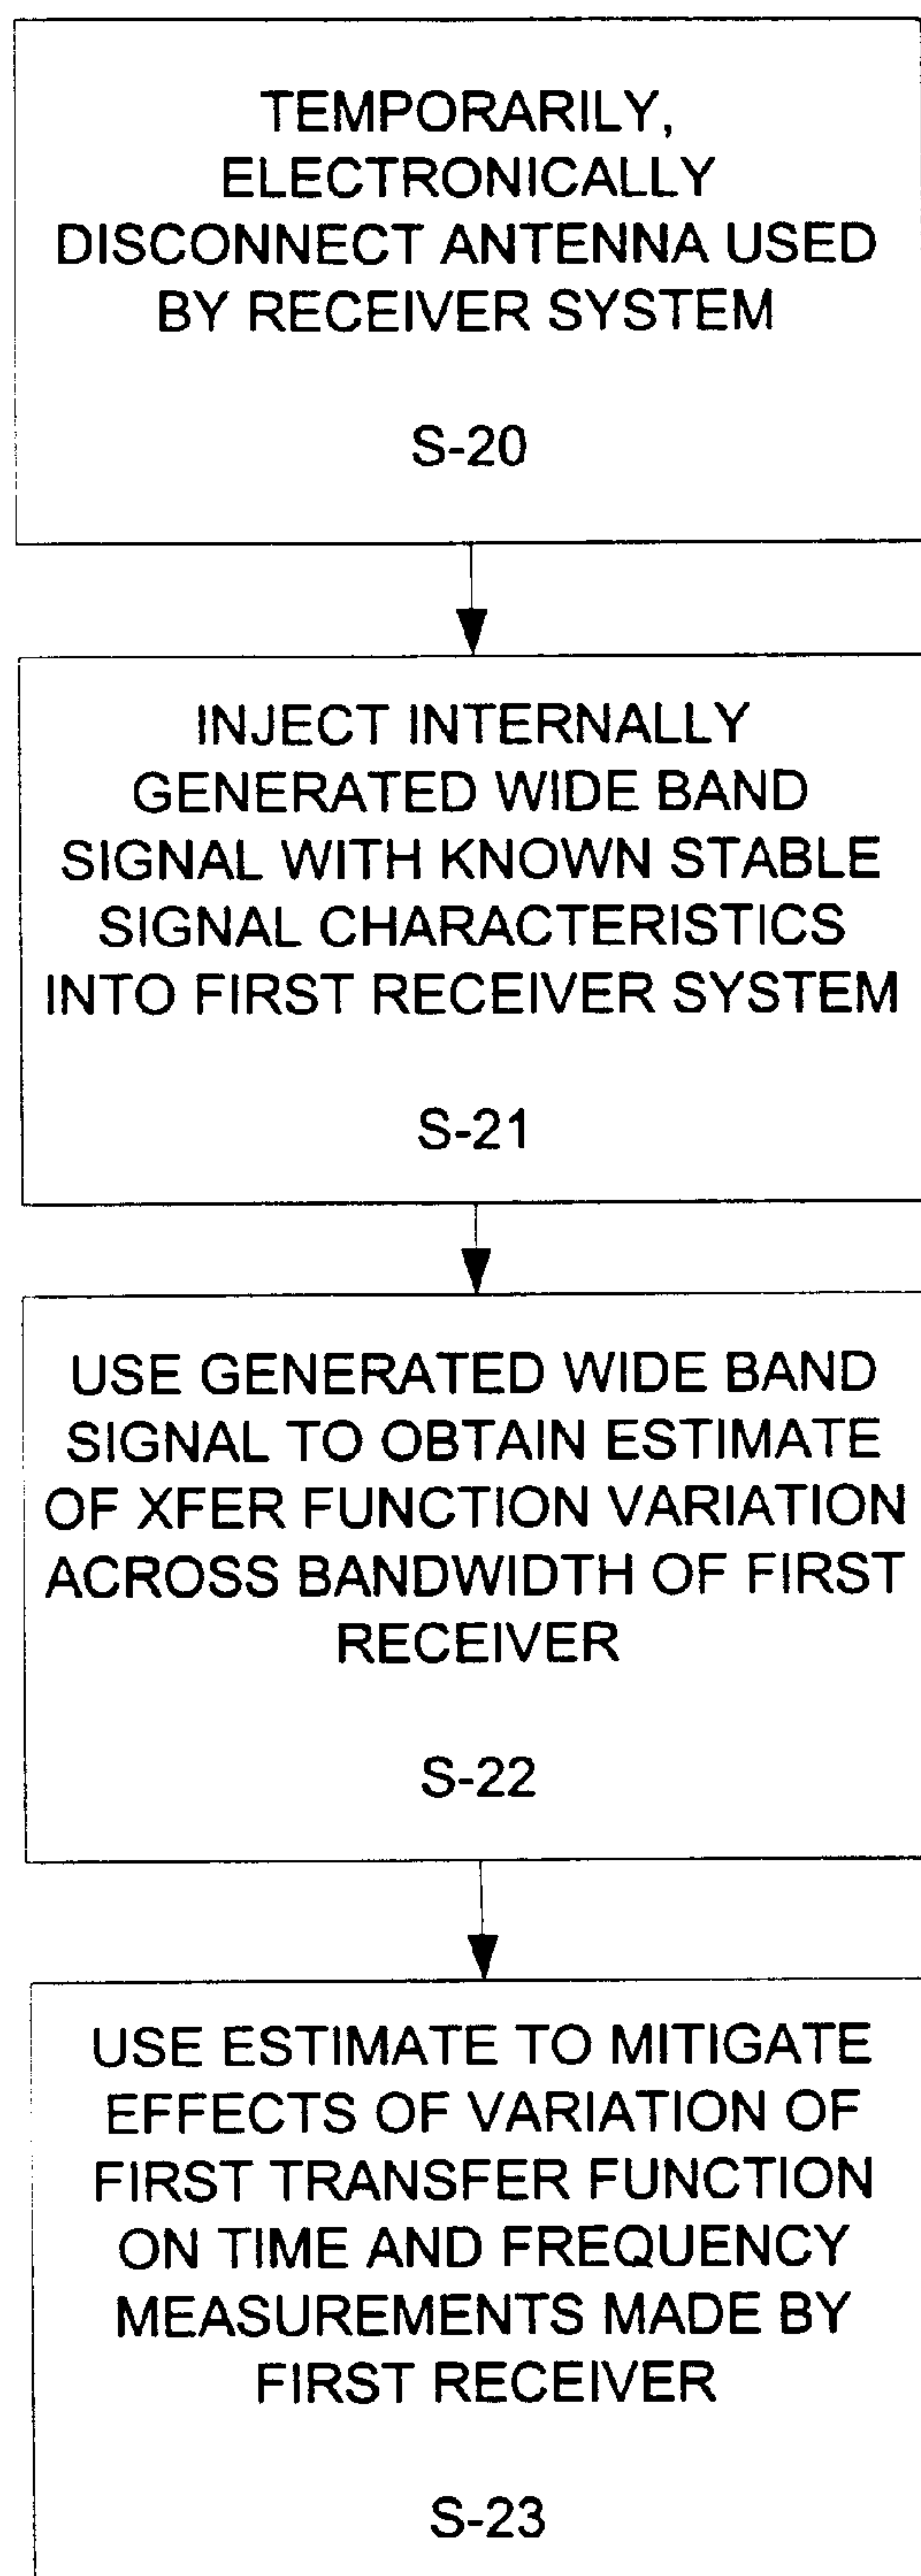 TEMPORARILY,
ELECTRONICALLY
DISCONNECT ANTENNA USED
BY RECEIVER SYSTEM
S-20
INJECT INTERNALLY
GENERATED WIDE BAND
SIGNAL WITH KNOWN STABLE
SIGNAL CHARACTERISTICS
INTO FIRST RECEIVER SYSTEM
S-21
USE GENERATED WIDE BAND
SIGNAL TO OBTAIN ESTIMATE
OF XFER FUNCTION VARIATION
ACROSS BANDWIDTH OF FIRST
RECEIVER
S-22
USE ESTIMATE TO MITIGATE
EFFECTS OF VARIATION OF
FIRST TRANSFER FUNCTION
ON TIME AND FREQUENCY
MEASUREMENTS MADE BY
FIRST RECEIVER
S-23